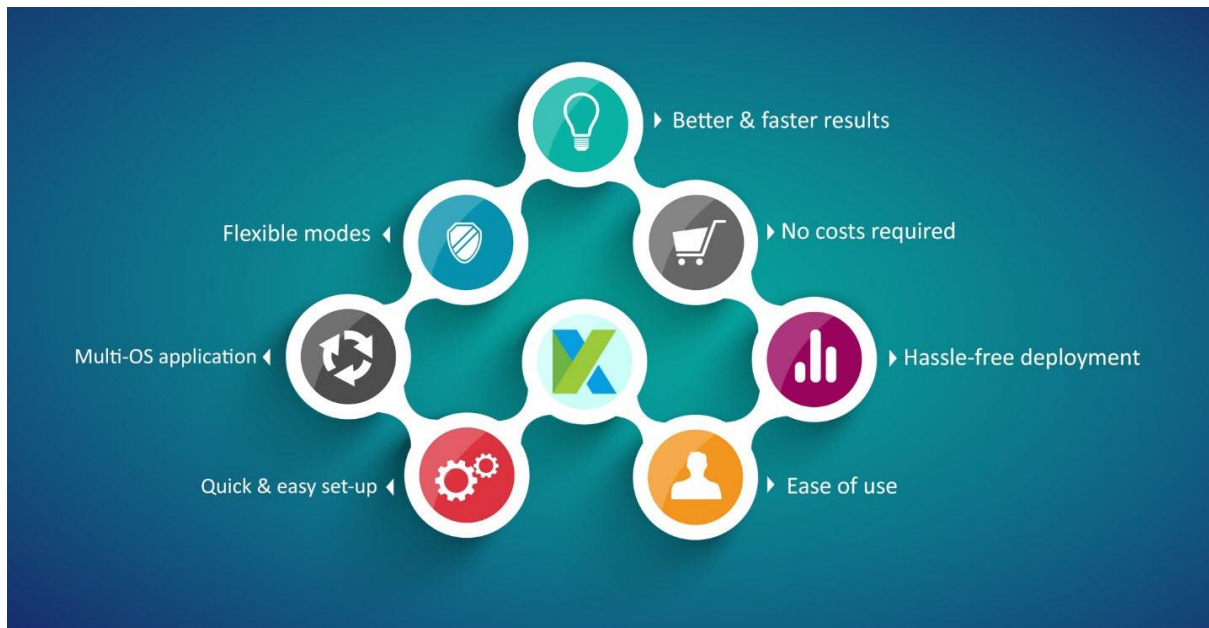 Better & faster results
Flexible modes
No costs required
Multi-OS application
Hassle-free deployment
Quick & easy set-up
Ease of use